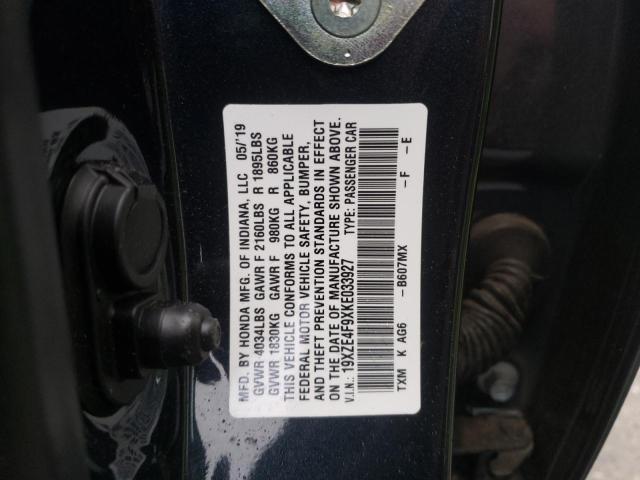 MFD. BY HONDA MFG. OF INDIANA, LLC 05/'19
GVWR 4034LBS GAWR F 2160LBS R 1895LBS
GVWR 1830KG GAWR F 980KG R 860KG
THIS VEHICLE CONFORMS TO ALL APPLICABLE
FEDERAL MOTOR VEHICLE SAFETY, BUMPER,
AND THEFT PREVENTION STANDARDS IN EFFECT
ON THE DATE OF MANUFACTURE SHOWN ABOVE.
V.I.N.: 19XZE4F9XKE033927 TYPE: PASSENGER CAR
TXM K AG6 -B607MX -F -E